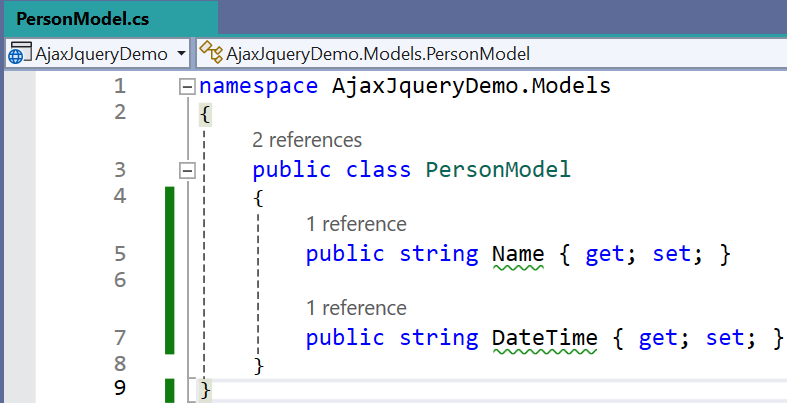 PersonModel.cs
AjaxJqueryDemo AjaxJqueryDemo.Models.PersonModel
1 namespace AjaxJqueryDemo.Models
2 {
2 references
3 public class PersonModel
4 {
1 reference
5 public string Name { get; set; }
6
1 reference
7 public string DateTime { get; set; }
8 }
9 }